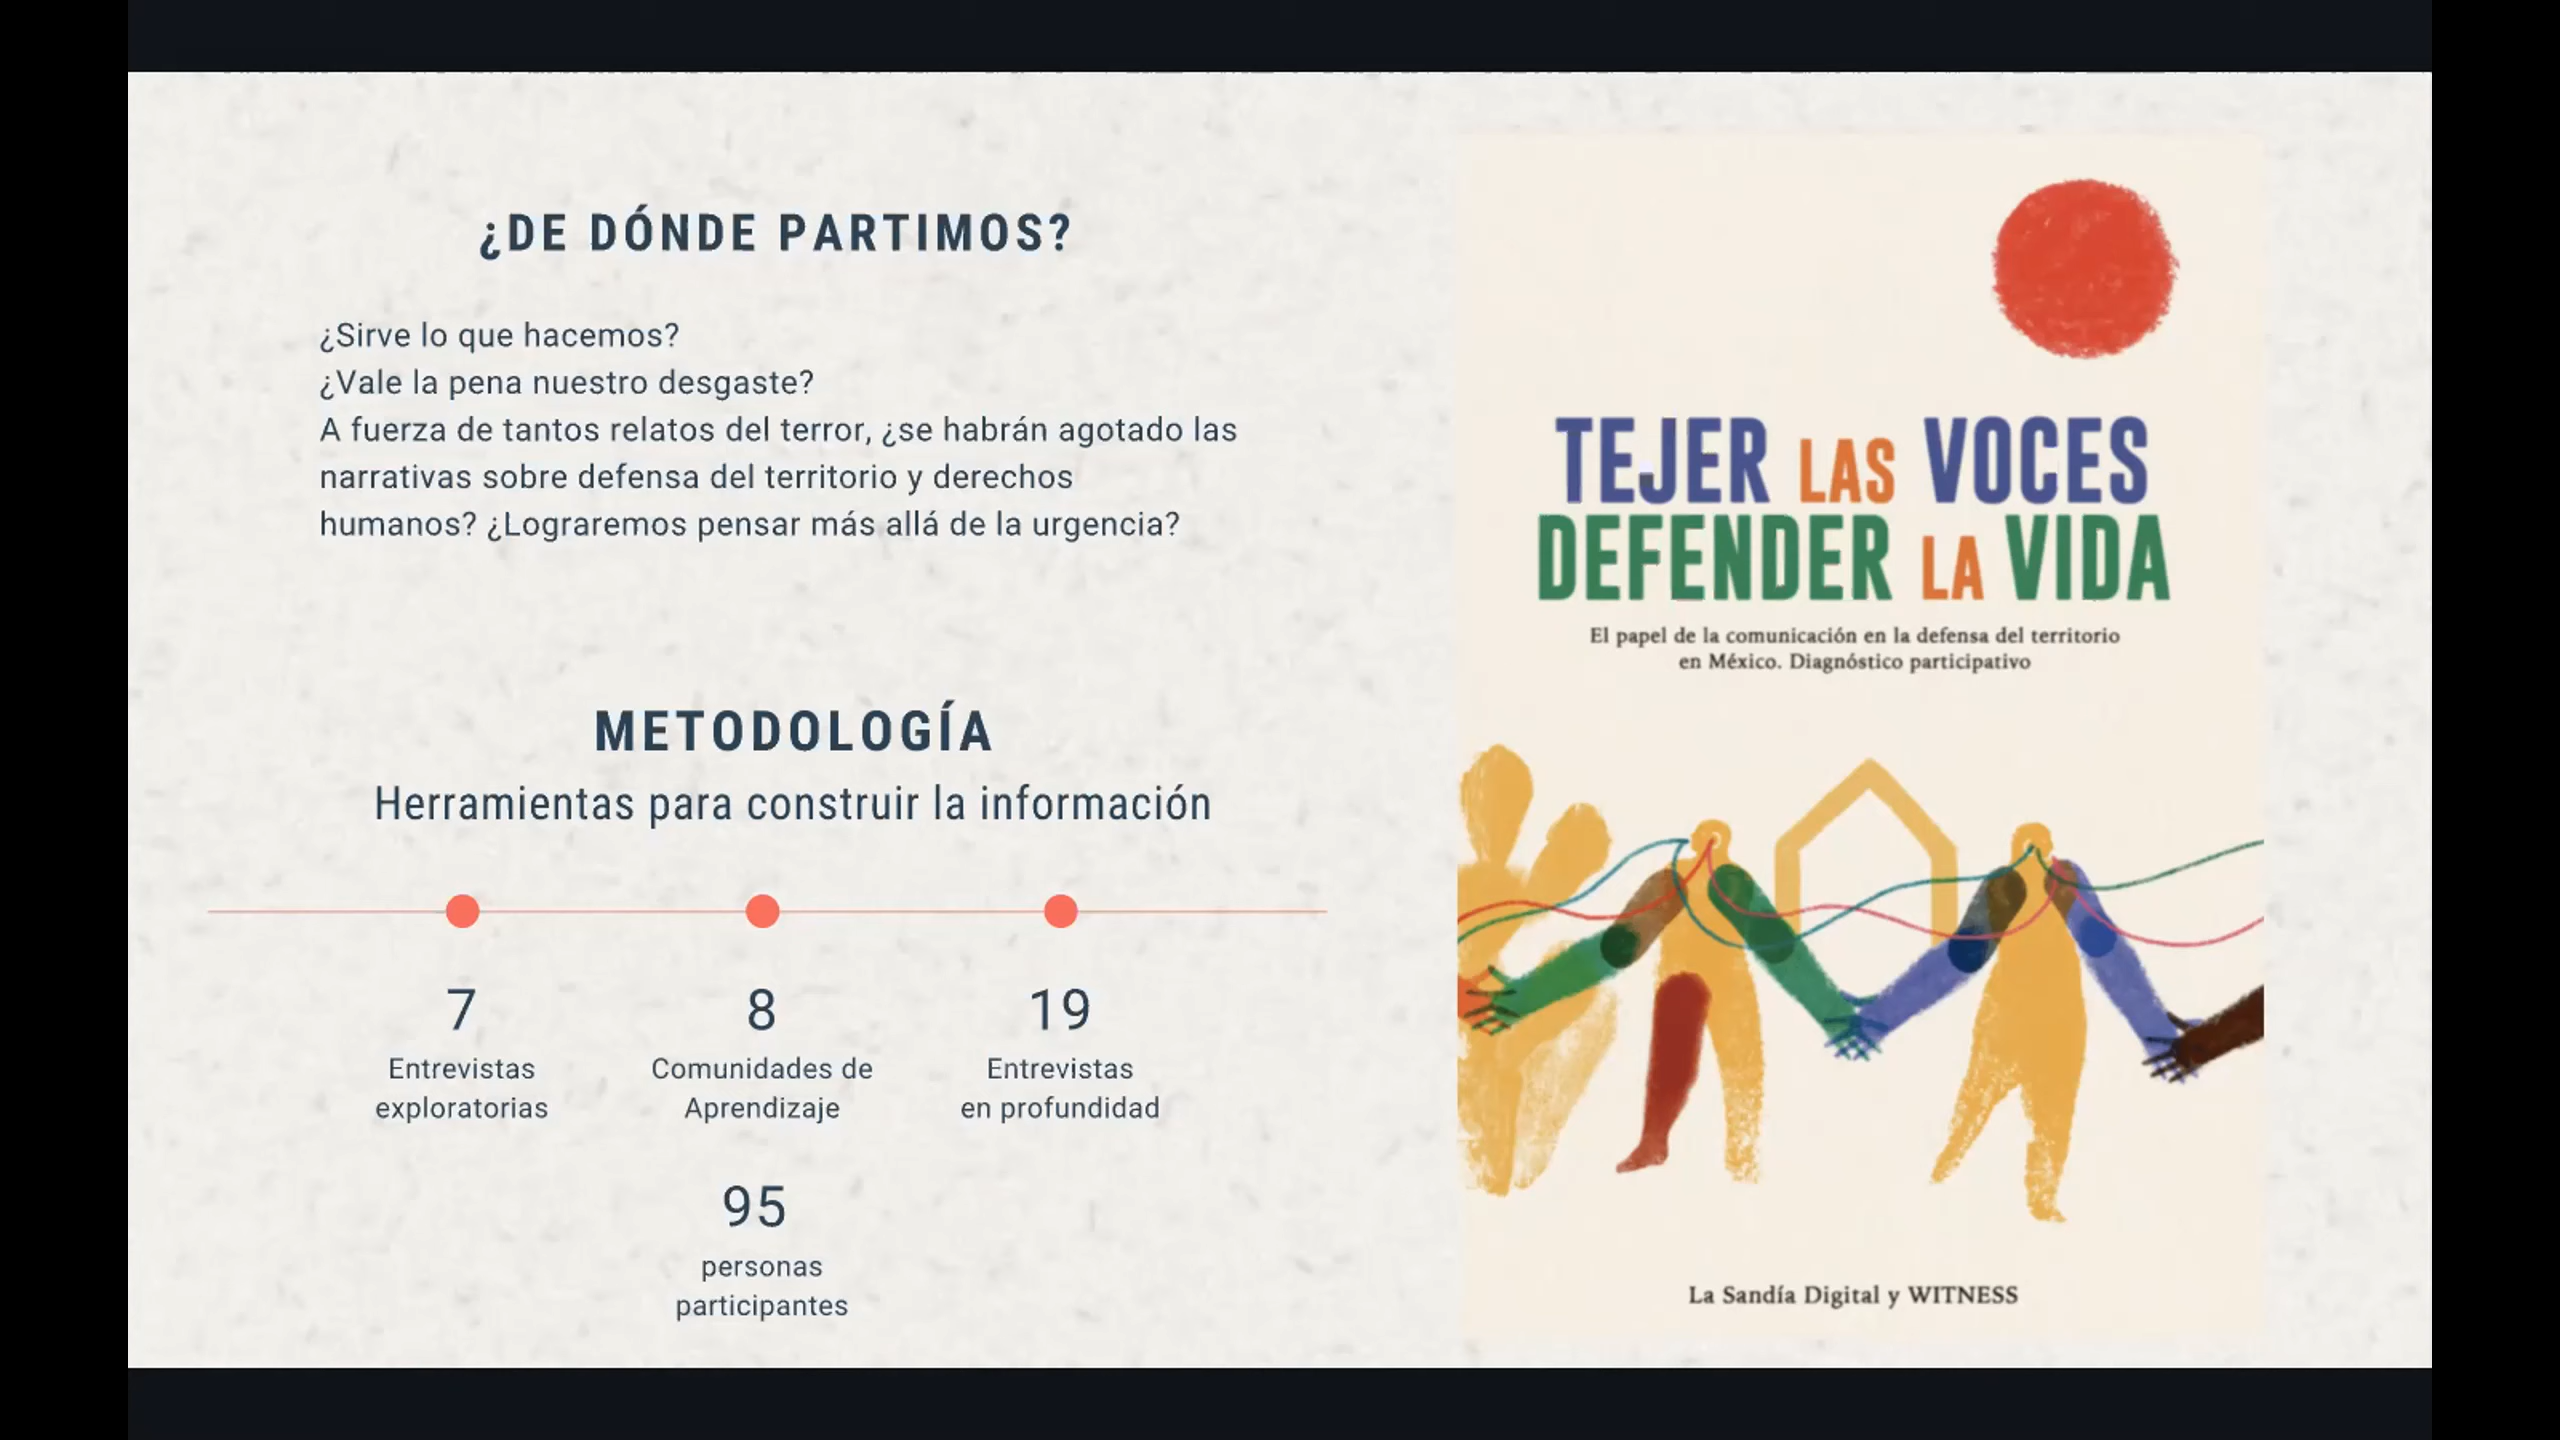 ¿DE DÓNDE PARTIMOS?
¿Sirve lo que hacemos?
¿Vale la pena nuestro desgaste?
A fuerza de tantos relatos del terror, ¿se habrán agotado las
narrativas sobre defensa del territorio y derechos
humanos? ¿Lograremos pensar más allá de la urgencia?
METODOLOGÍA
Herramientas para construir la información
7
Entrevistas
exploratorias
8
Comunidades de
Aprendizaje
19
Entrevistas
en profundidad
95
personas
participantes
TEJER LAS VOCES
DEFENDER LA VIDA
El papel de la comunicación en la defensa del territorio
en México. Diagnóstico participativo
La Sandía Digital y WITNESS